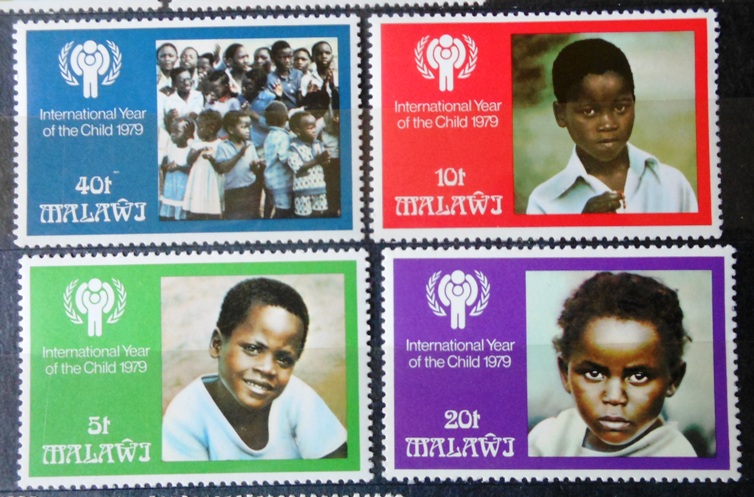 International Year
of the Child 1979
40t
MALAŴI
International Year
of the Child 1979
10t
MALAŴI
International Year
of the Child 1979
5t
MALAŴI
International Year
of the Child 1979
20t
MALAŴI